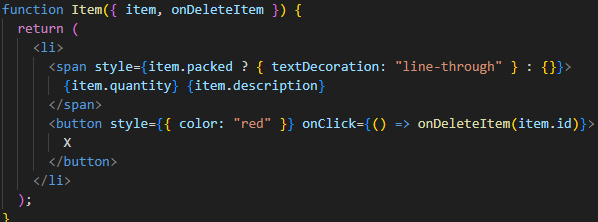 function Item({ item, onDeleteItem }) {
  return (
    <li>
      <span style={item.packed ? { textDecoration: "line-through" } : {}}>
        {item.quantity} {item.description}
      </span>
      <button style={{ color: "red" }} onClick={() => onDeleteItem(item.id)}>
        X
      </button>
    </li>
  );
}